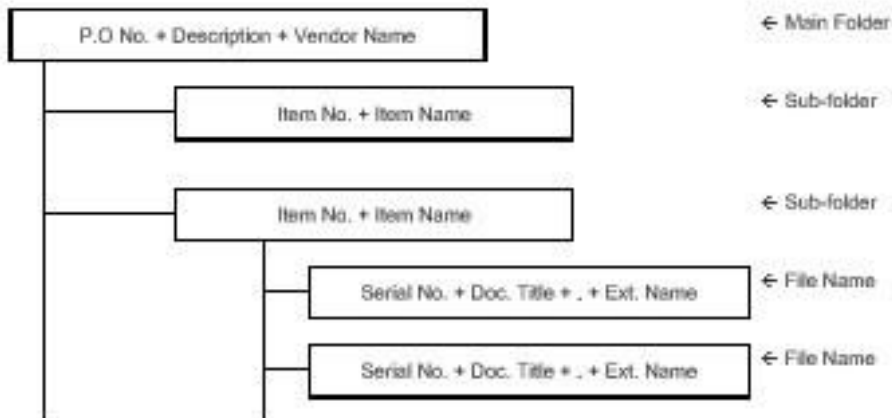 P.O No. + Description + Vendor Name ← Main Folder
Item No. + Item Name ← Sub-folder
Item No. + Item Name ← Sub-folder
Serial No. + Doc. Title + . + Ext. Name ← File Name
Serial No. + Doc. Title + . + Ext. Name ← File Name